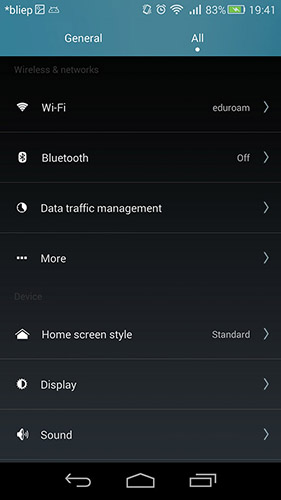 *bliep 83% 19:41
General All
Wireless & networks
Wi-Fi eduroam
Bluetooth Off
Data traffic management
More
Device
Home screen style Standard
Display
Sound